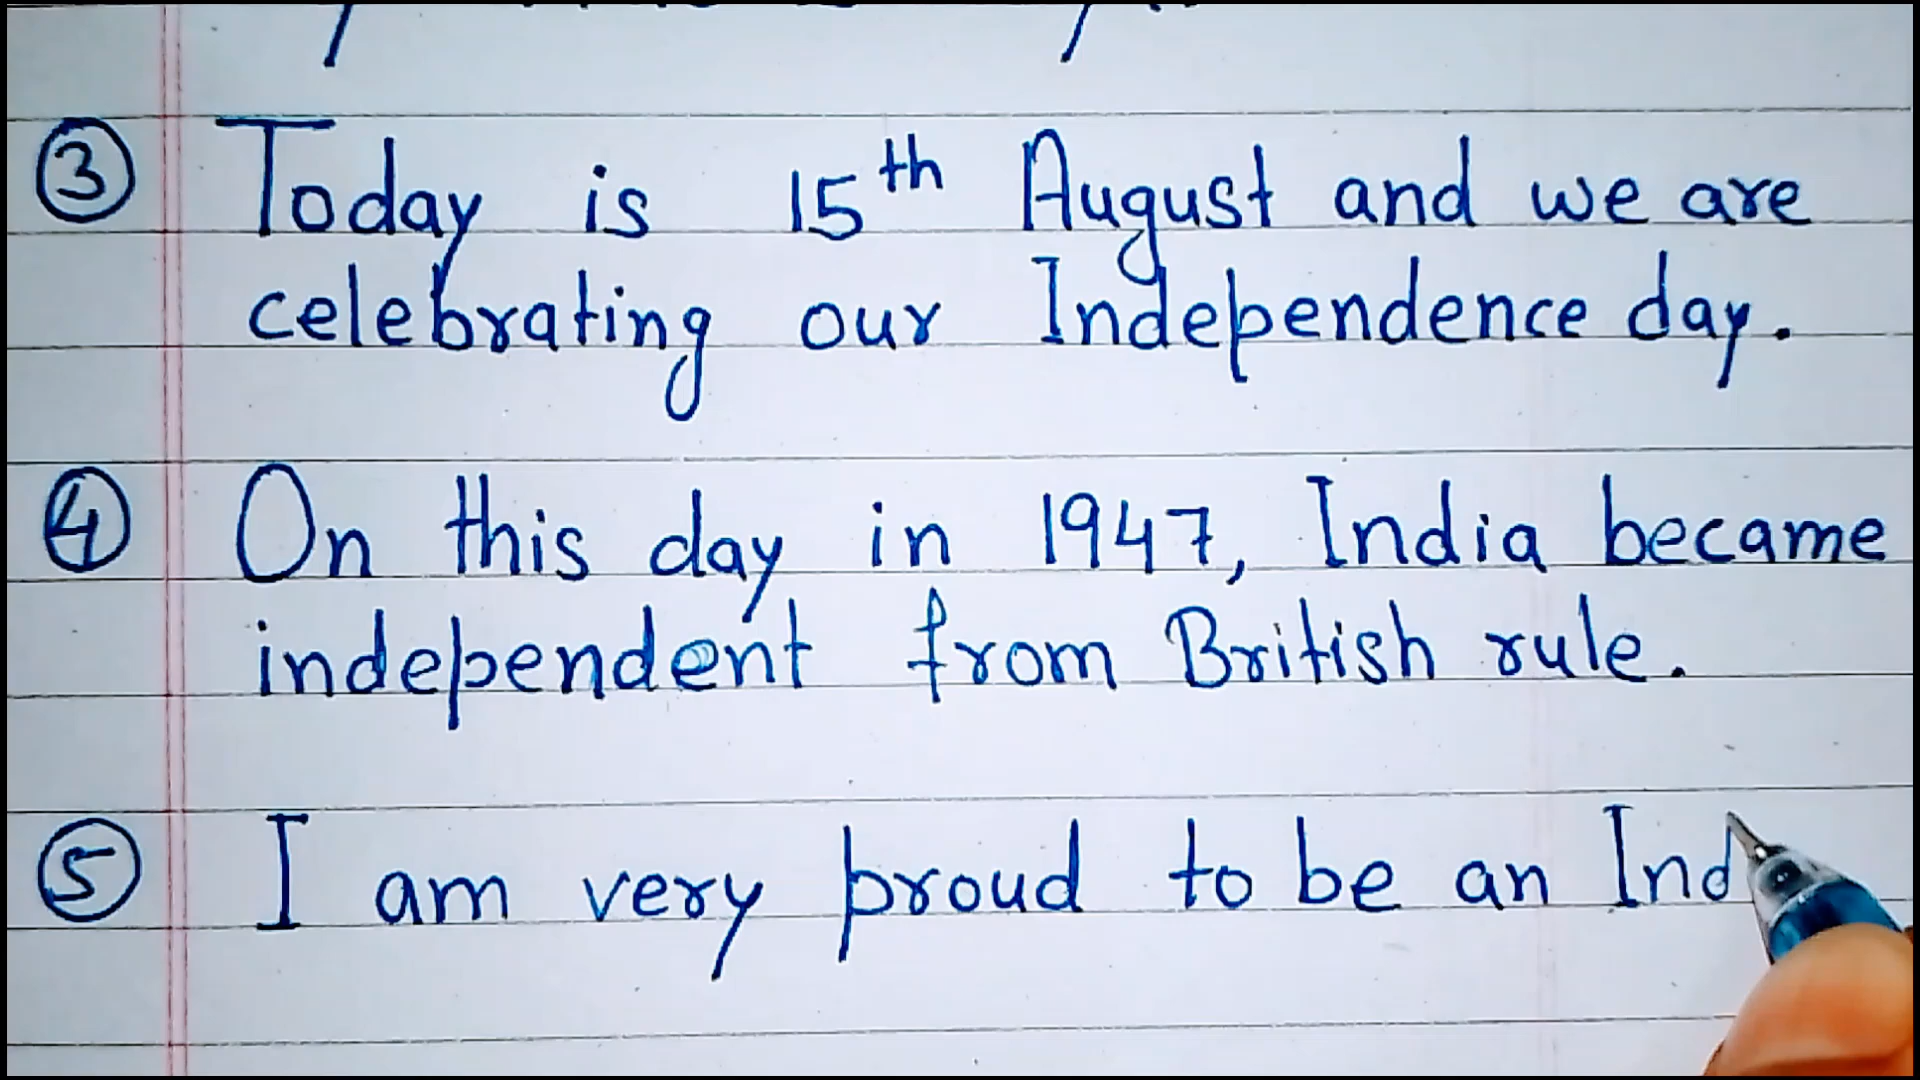 ③ Today is 15th August and we are
celebrating our Independence day.
④ On this day in 1947, India became
independent from British rule.
⑤ I am very proud to be an Ind